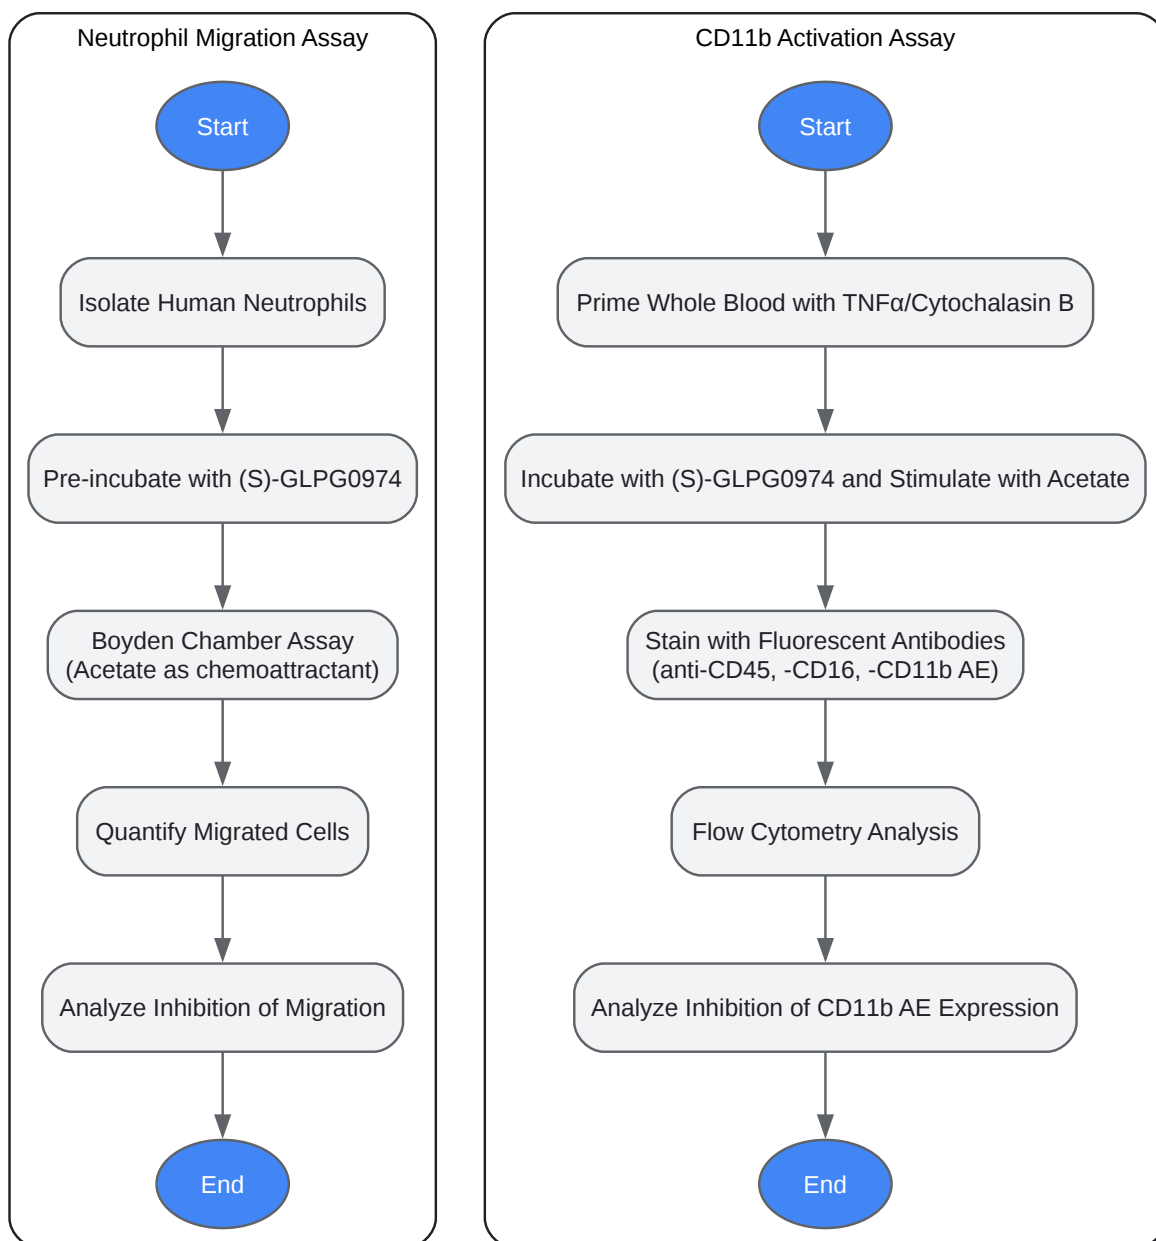 Neutrophil Migration Assay
Start
Isolate Human Neutrophils
Pre-incubate with (S)-GLPG0974
Boyden Chamber Assay
(Acetate as chemoattractant)
Quantify Migrated Cells
Analyze Inhibition of Migration
End
CD11b Activation Assay
Start
Prime Whole Blood with TNFα/Cytochalasin B
Incubate with (S)-GLPG0974 and Stimulate with Acetate
Stain with Fluorescent Antibodies
(anti-CD45, -CD16, -CD11b AE)
Flow Cytometry Analysis
Analyze Inhibition of CD11b AE Expression
End